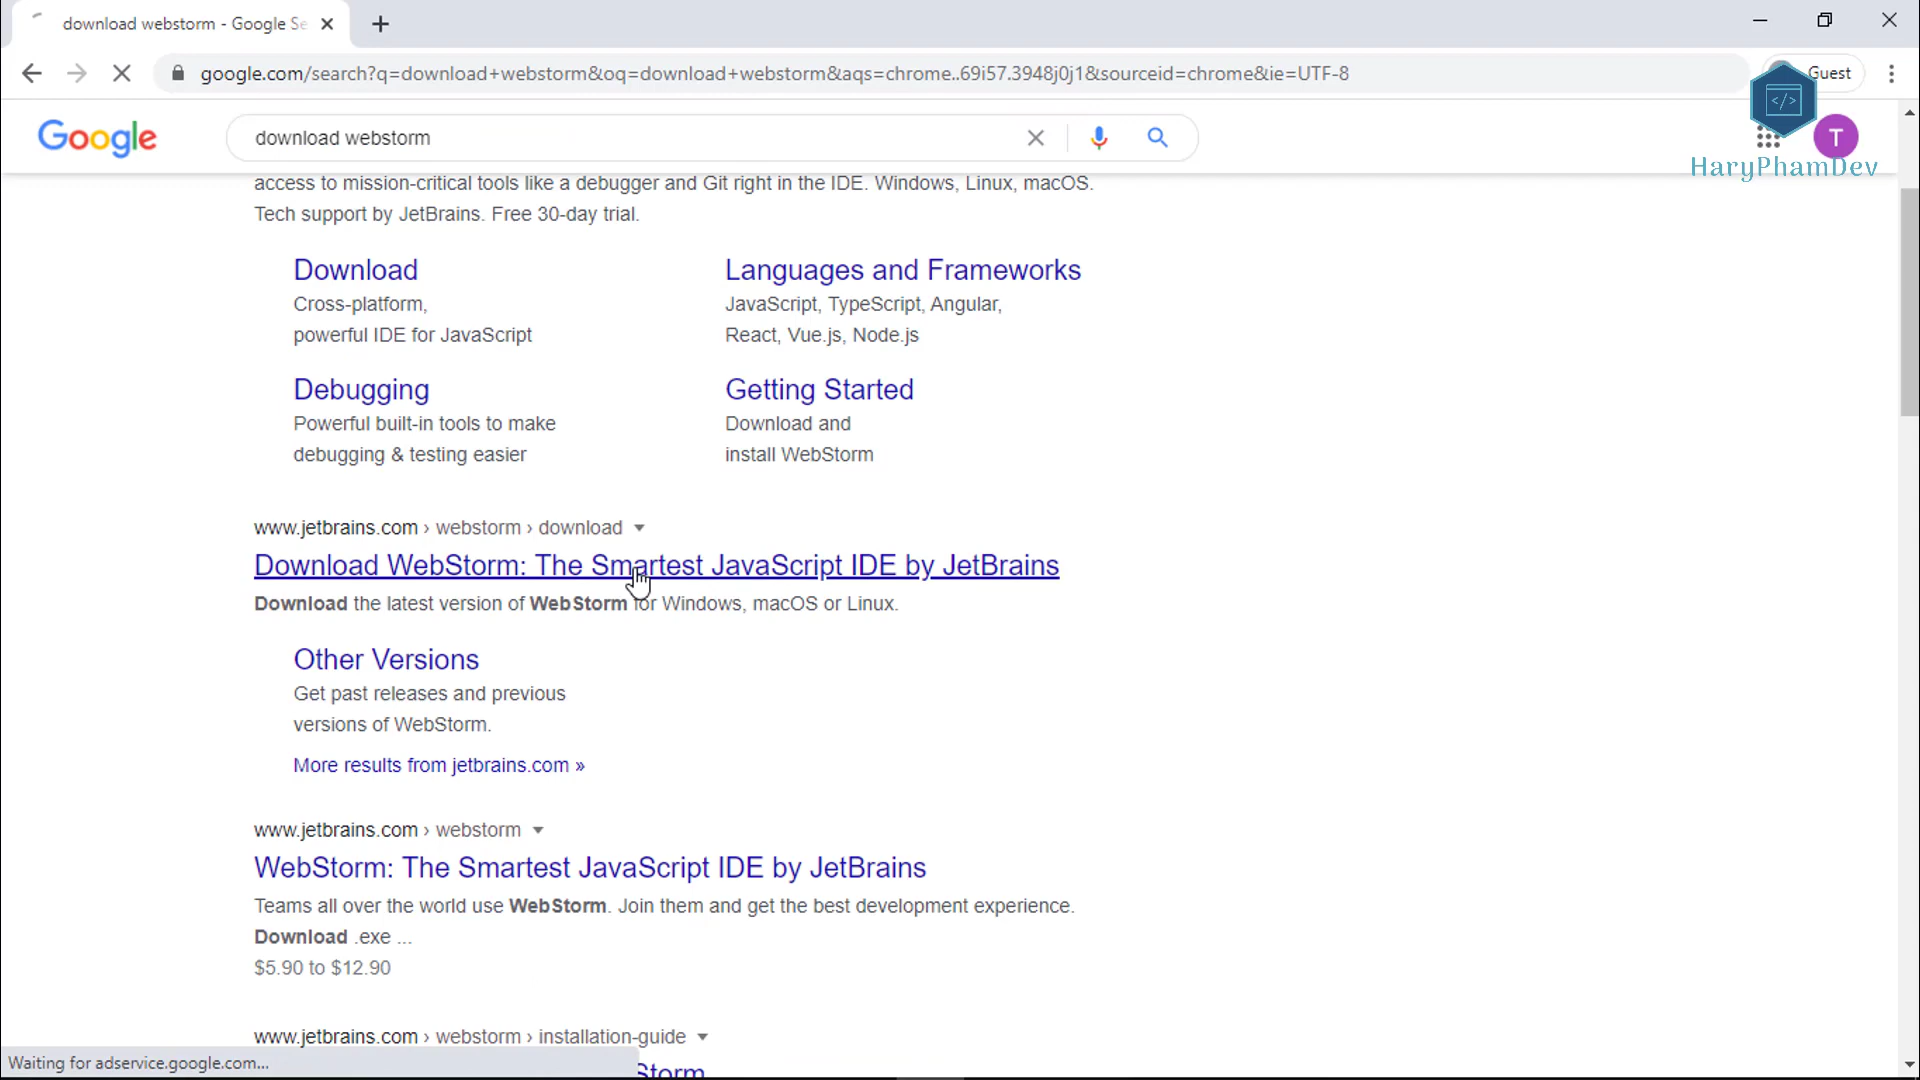 download webstorm - Google Se
google.com/search?q=download+webstorm&oq=download+webstorm&aqs=chrome..69i57.3948j0j1&sourceid=chrome&ie=UTF-8
Guest
Google
download webstorm
</>
T
HaryPhamDev
access to mission-critical tools like a debugger and Git right in the IDE. Windows, Linux, macOS.
Tech support by JetBrains. Free 30-day trial.
Download
Cross-platform,
powerful IDE for JavaScript
Languages and Frameworks
JavaScript, TypeScript, Angular,
React, Vue.js, Node.js
Debugging
Powerful built-in tools to make
debugging & testing easier
Getting Started
Download and
install WebStorm
www.jetbrains.com › webstorm › download
Download WebStorm: The Smartest JavaScript IDE by JetBrains
Download the latest version of WebStorm for Windows, macOS or Linux.
Other Versions
Get past releases and previous
versions of WebStorm.
More results from jetbrains.com »
www.jetbrains.com › webstorm
WebStorm: The Smartest JavaScript IDE by JetBrains
Teams all over the world use WebStorm. Join them and get the best development experience.
Download .exe ...
$5.90 to $12.90
www.jetbrains.com › webstorm › installation-guide
Storm
Waiting for adservice.google.com...